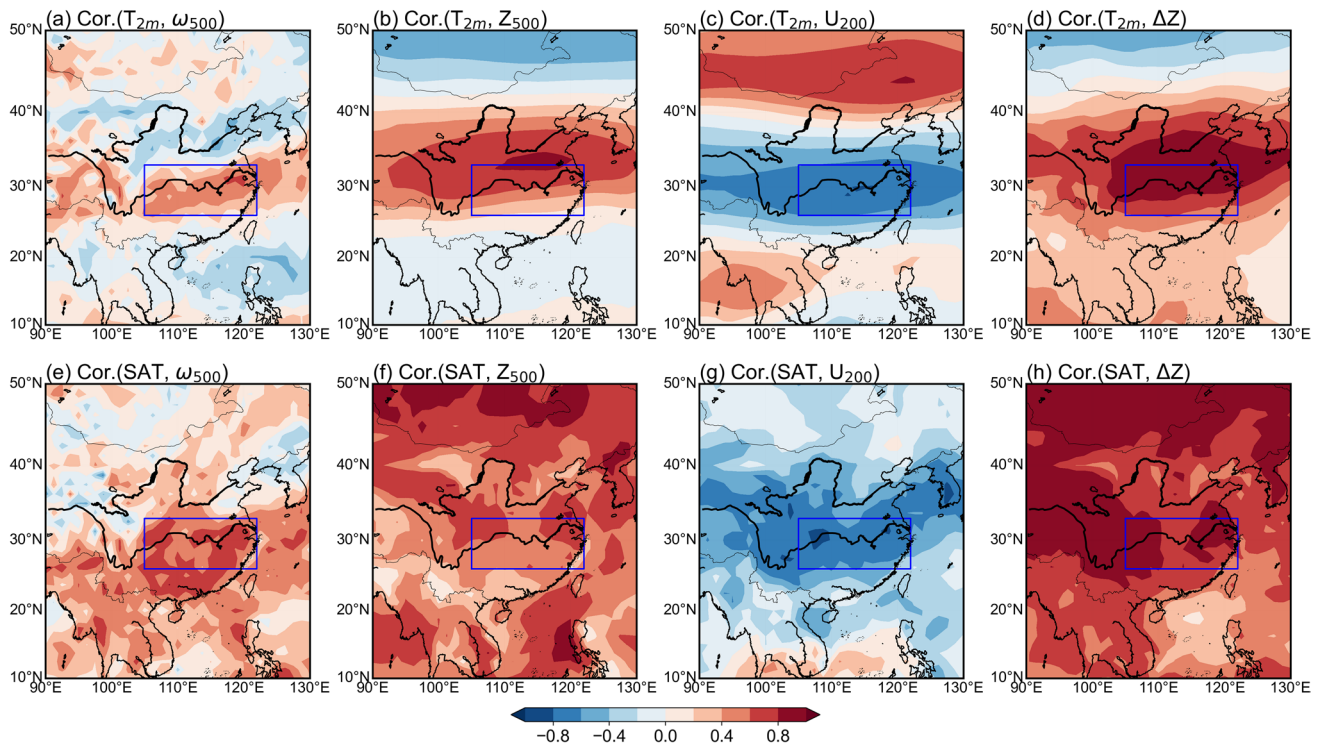 (a) Cor.(T2m, ω500)
(b) Cor.(T2m, Z500)
(c) Cor.(T2m, U200)
(d) Cor.(T2m, ΔZ)
50°N
40°N
30°N
20°N
10°N
90°E 100°E 110°E 120°E 130°E
50°N
40°N
30°N
20°N
10°N
90°E 100°E 110°E 120°E 130°E
50°N
40°N
30°N
20°N
10°N
90°E 100°E 110°E 120°E 130°E
50°N
40°N
30°N
20°N
10°N
90°E 100°E 110°E 120°E 130°E
(e) Cor.(SAT, ω500)
(f) Cor.(SAT, Z500)
(g) Cor.(SAT, U200)
(h) Cor.(SAT, ΔZ)
50°N
40°N
30°N
20°N
10°N
90°E 100°E 110°E 120°E 130°E
50°N
40°N
30°N
20°N
10°N
90°E 100°E 110°E 120°E 130°E
50°N
40°N
30°N
20°N
10°N
90°E 100°E 110°E 120°E 130°E
50°N
40°N
30°N
20°N
10°N
90°E 100°E 110°E 120°E 130°E
−0.8 −0.4 0.0 0.4 0.8